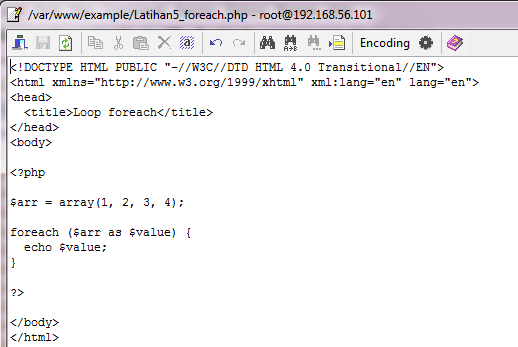 /var/www/example/Latihan5_foreach.php - root@192.168.56.101
Encoding
<!DOCTYPE HTML PUBLIC "-//W3C//DTD HTML 4.0 Transitional//EN">
<html xmlns="http://www.w3.org/1999/xhtml" xml:lang="en" lang="en">
<head>
  <title>Loop foreach</title>
</head>
<body>

<?php

$arr = array(1, 2, 3, 4);

foreach ($arr as $value) {
  echo $value;
}

?>

</body>
</html>